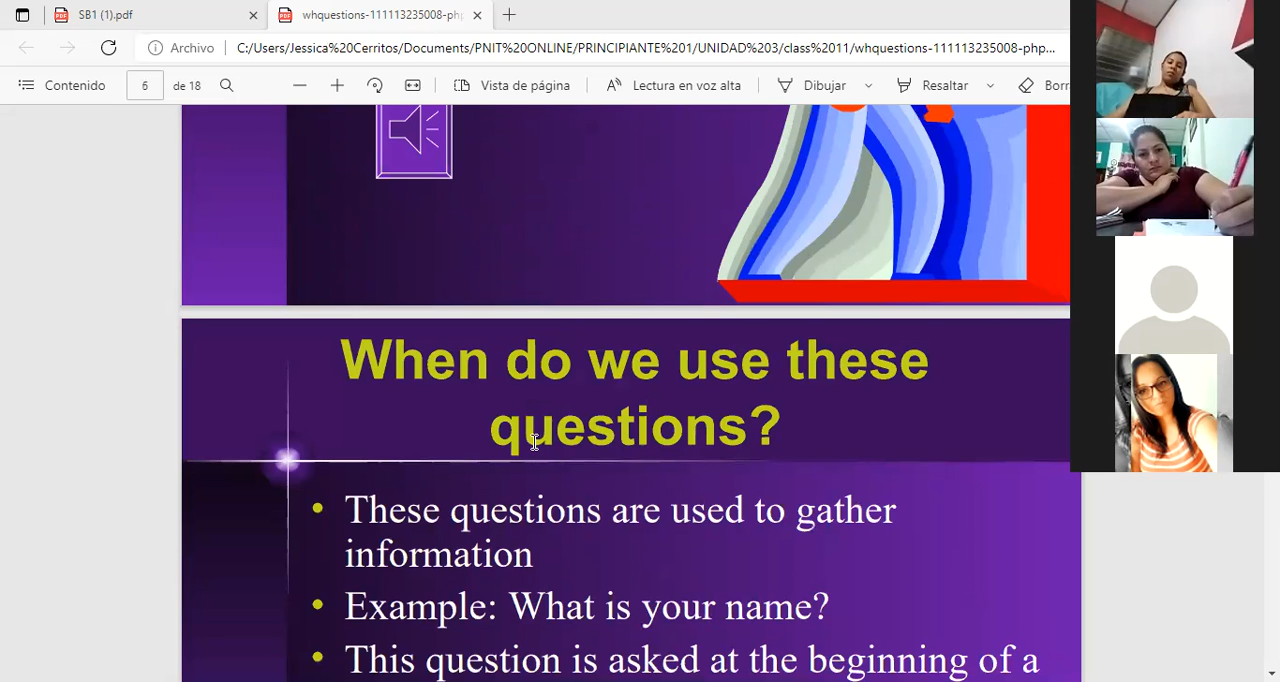 SB1 (1).pdf
whquestions-111113235008-php
Archivo
C:/Users/Jessica%20Cerritos/Documents/PNIT%20ONLINE/PRINCIPIANTE%201/UNIDAD%203/class%2011/whquestions-111113235008-php...
Contenido
6
de 18
Vista de página
Lectura en voz alta
Dibujar
Resaltar
Borr
When do we use these
questions?
These questions are used to gather
information
Example: What is your name?
This question is asked at the beginning of a